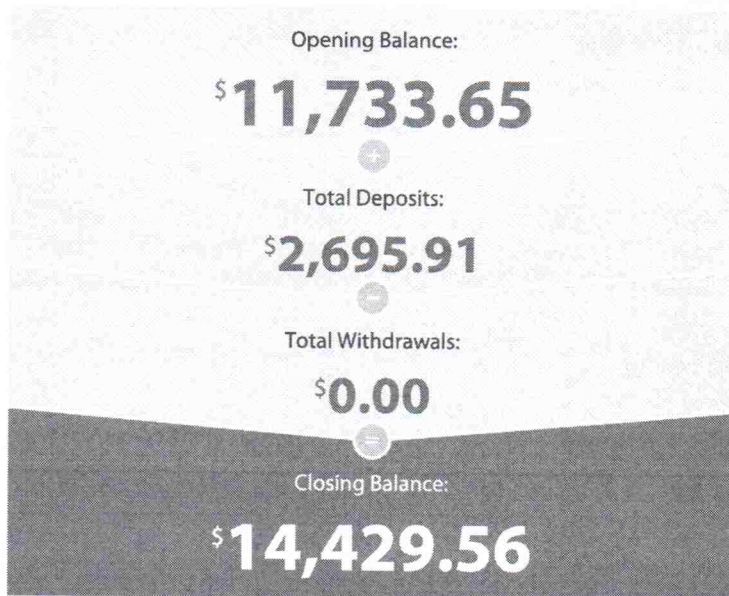 Opening Balance:
$11,733.65
+
Total Deposits:
$2,695.91
-
Total Withdrawals:
$0.00
=
Closing Balance:
$14,429.56